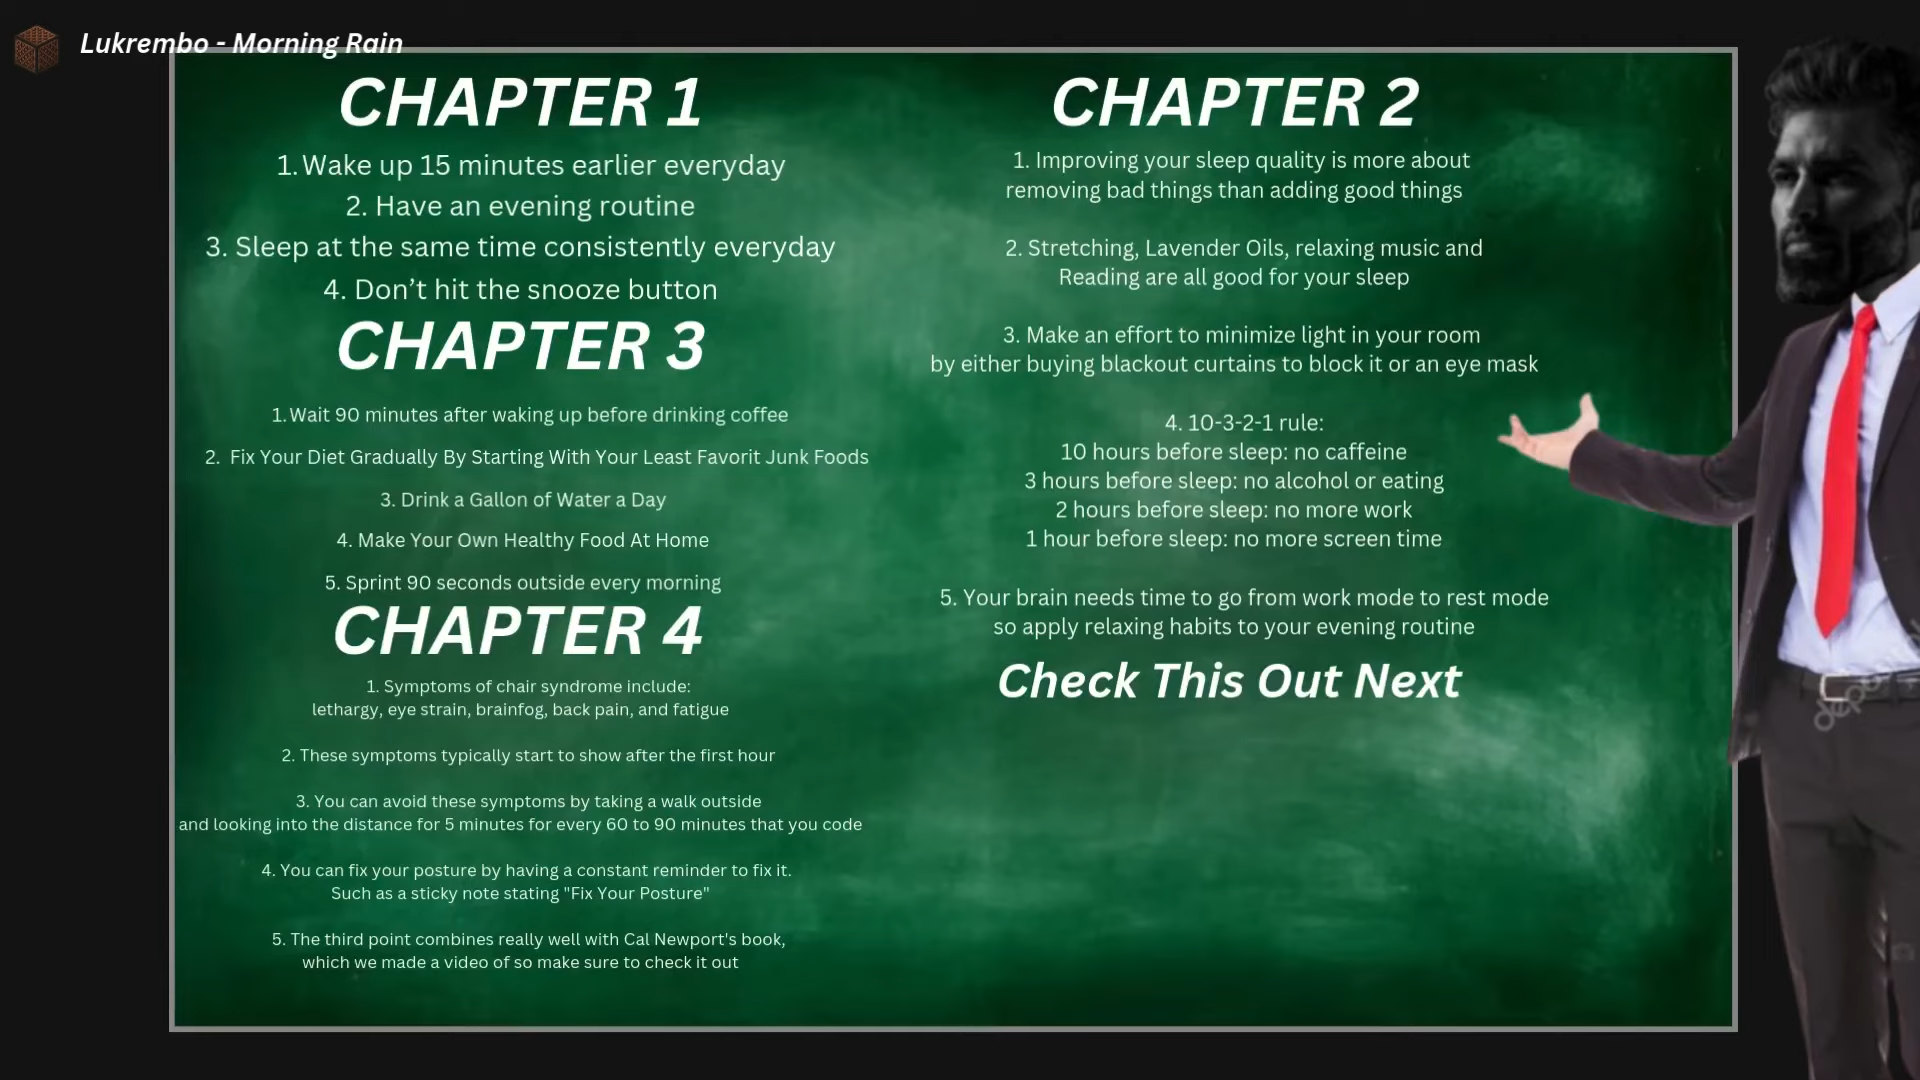 Lukrembo - Morning Rain
CHAPTER 1
1. Wake up 15 minutes earlier everyday
2. Have an evening routine
3. Sleep at the same time consistently everyday
4. Don’t hit the snooze button
CHAPTER 3
1. Wait 90 minutes after waking up before drinking coffee
2. Fix Your Diet Gradually By Starting With Your Least Favorit Junk Foods
3. Drink a Gallon of Water a Day
4. Make Your Own Healthy Food At Home
5. Sprint 90 seconds outside every morning
CHAPTER 4
1. Symptoms of chair syndrome include:
lethargy, eye strain, brainfog, back pain, and fatigue
2. These symptoms typically start to show after the first hour
3. You can avoid these symptoms by taking a walk outside
and looking into the distance for 5 minutes for every 60 to 90 minutes that you code
4. You can fix your posture by having a constant reminder to fix it.
Such as a sticky note stating "Fix Your Posture"
5. The third point combines really well with Cal Newport's book,
which we made a video of so make sure to check it out
CHAPTER 2
1. Improving your sleep quality is more about
removing bad things than adding good things
2. Stretching, Lavender Oils, relaxing music and
Reading are all good for your sleep
3. Make an effort to minimize light in your room
by either buying blackout curtains to block it or an eye mask
4. 10-3-2-1 rule:
10 hours before sleep: no caffeine
3 hours before sleep: no alcohol or eating
2 hours before sleep: no more work
1 hour before sleep: no more screen time
5. Your brain needs time to go from work mode to rest mode
so apply relaxing habits to your evening routine
Check This Out Next